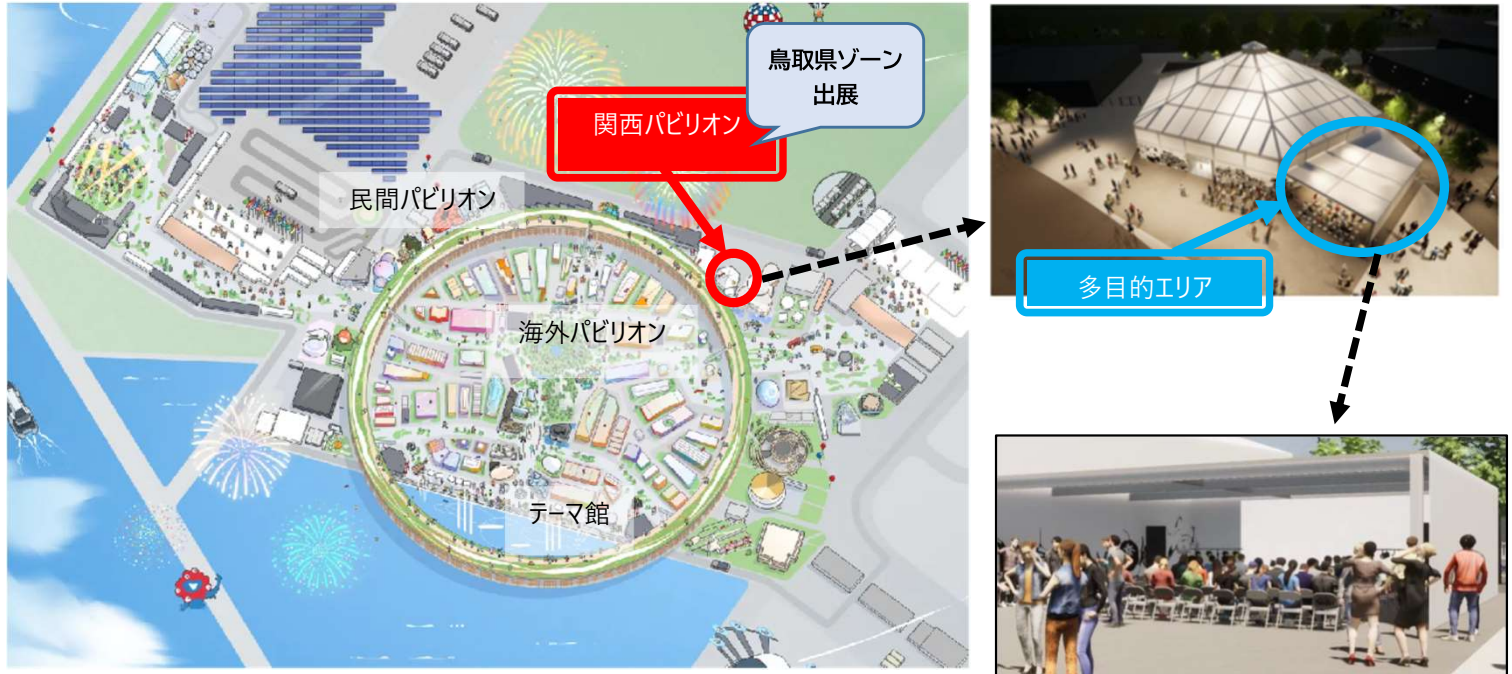 鳥取県ゾーン
出展
関西パビリオン
民間パビリオン
海外パビリオン
テーマ館
多目的エリア